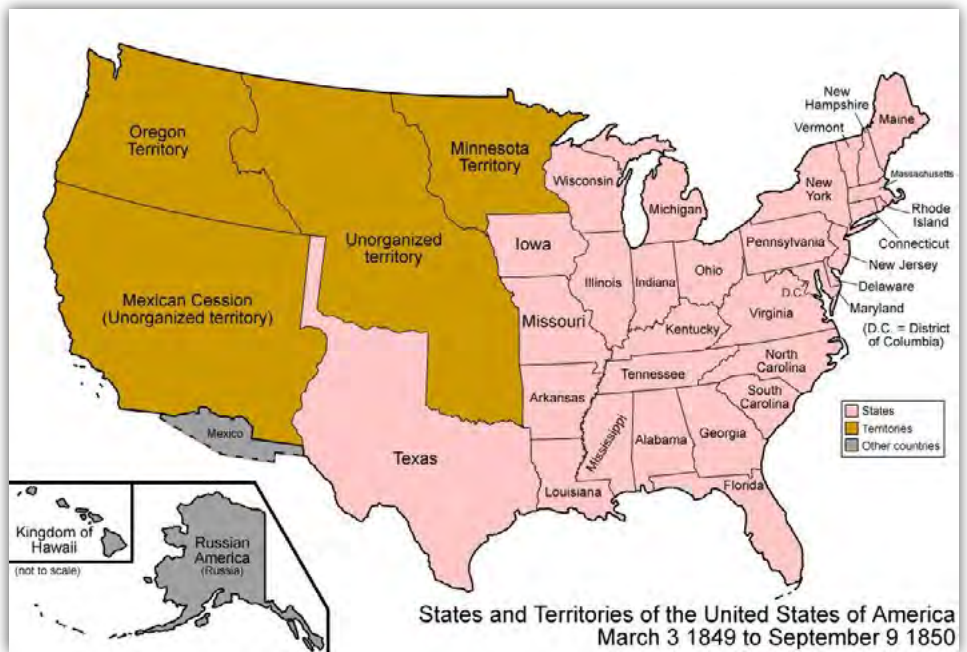 New
Hampshire
Vermont
Maine
Oregon
Territory
Minnesota
Territory
Wisconsin
Michigan
New
York
Massachusetts
Rhode
Island
Connecticut
Pennsylvania
New Jersey
Delaware
Maryland
(D.C. = District
of Columbia)
D.C.
Iowa
Unorganized
territory
Illinois
Indiana
Ohio
Mexican Cession
(Unorganized territory)
Missouri
Kentucky
Virginia
Tennessee
North
Carolina
South
Carolina
Arkansas
Mississippi
Alabama
Georgia
Mexico
Texas
Louisiana
Florida
States
Territories
Other countries
Kingdom of
Hawaii
(not to scale)
Russian
America
(Russia)
States and Territories of the United States of America
March 3 1849 to September 9 1850